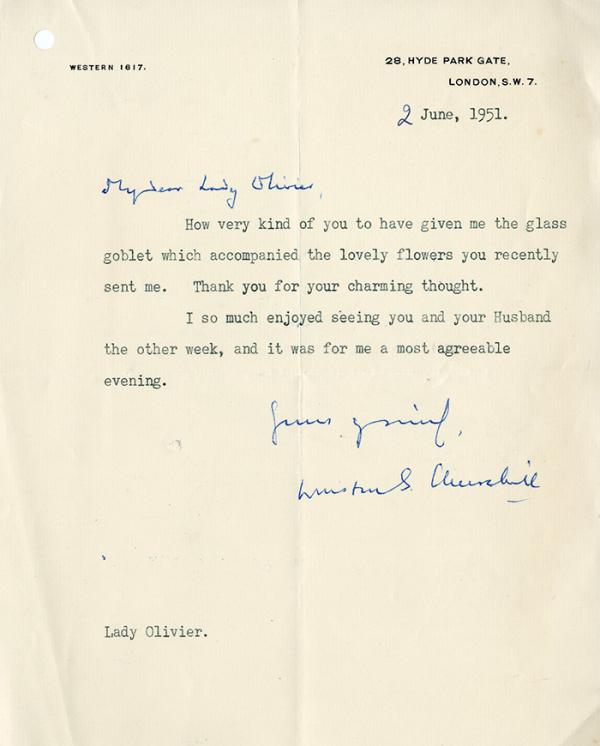 WESTERN 1617.
28, HYDE PARK GATE,
LONDON, S.W. 7.
2 June, 1951.
My dear Lady Olivier,
How very kind of you to have given me the glass
goblet which accompanied the lovely flowers you recently
sent me. Thank you for your charming thought.
I so much enjoyed seeing you and your Husband
the other week, and it was for me a most agreeable
evening.
Yours
Winston S. Churchill
Lady Olivier.